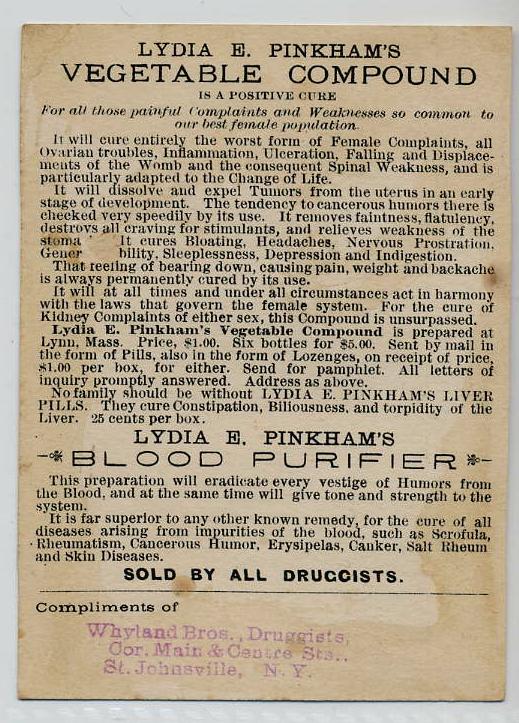 LYDIA E. PINKHAM'S
VEGETABLE COMPOUND
IS A POSITIVE CURE
For all those painful Complaints and Weaknesses so common to
our best female population.
It will cure entirely the worst form of Female Complaints, all
Ovarian troubles, Inflammation, Ulceration, Falling and Displace-
ments of the Womb and the consequent Spinal Weakness, and is
particularly adapted to the Change of Life.
It will dissolve and expel Tumors from the uterus in an early
stage of development. The tendency to cancerous humors there is
checked very speedily by its use. It removes faintness, flatulency,
destroys all craving for stimulants, and relieves weakness of the
stoma It cures Bloating, Headaches, Nervous Prostration,
Gener bility, Sleeplessness, Depression and Indigestion.
That feeling of bearing down, causing pain, weight and backache
is always permanently cured by its use.
It will at all times and under all circumstances act in harmony
with the laws that govern the female system. For the cure of
Kidney Complaints of either sex, this Compound is unsurpassed.
Lydia E. Pinkham's Vegetable Compound is prepared at
Lynn, Mass. Price, $1.00. Six bottles for $5.00. Sent by mail in
the form of Pills, also in the form of Lozenges, on receipt of price,
$1.00 per box, for either. Send for pamphlet. All letters of
inquiry promptly answered. Address as above.
No family should be without LYDIA E. PINKHAM'S LIVER
PILLS. They cure Constipation, Biliousness, and torpidity of the
Liver. 25 cents per box.
LYDIA E. PINKHAM'S
BLOOD PURIFIER
This preparation will eradicate every vestige of Humors from
the Blood, and at the same time will give tone and strength to the
system.
It is far superior to any other known remedy, for the cure of all
diseases arising from impurities of the blood, such as Scrofula,
Rheumatism, Cancerous Humor, Erysipelas, Canker, Salt Rheum
and Skin Diseases.
SOLD BY ALL DRUGGISTS.
Compliments of
Whyland Bros., Druggists,
Cor. Main & Centre Sts.,
St. Johnsville, N. Y.